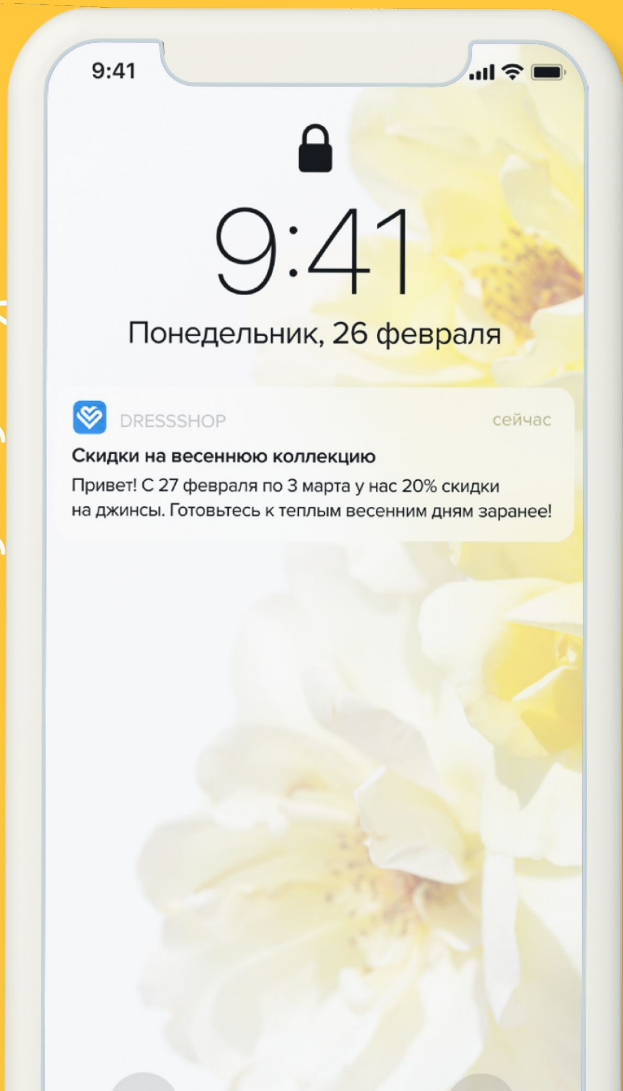 9:41
9:41
Понедельник, 26 февраля
DRESSSHOP
сейчас
Скидки на весеннюю коллекцию
Привет! С 27 февраля по 3 марта у нас 20% скидки
на джинсы. Готовьтесь к теплым весенним дням заранее!